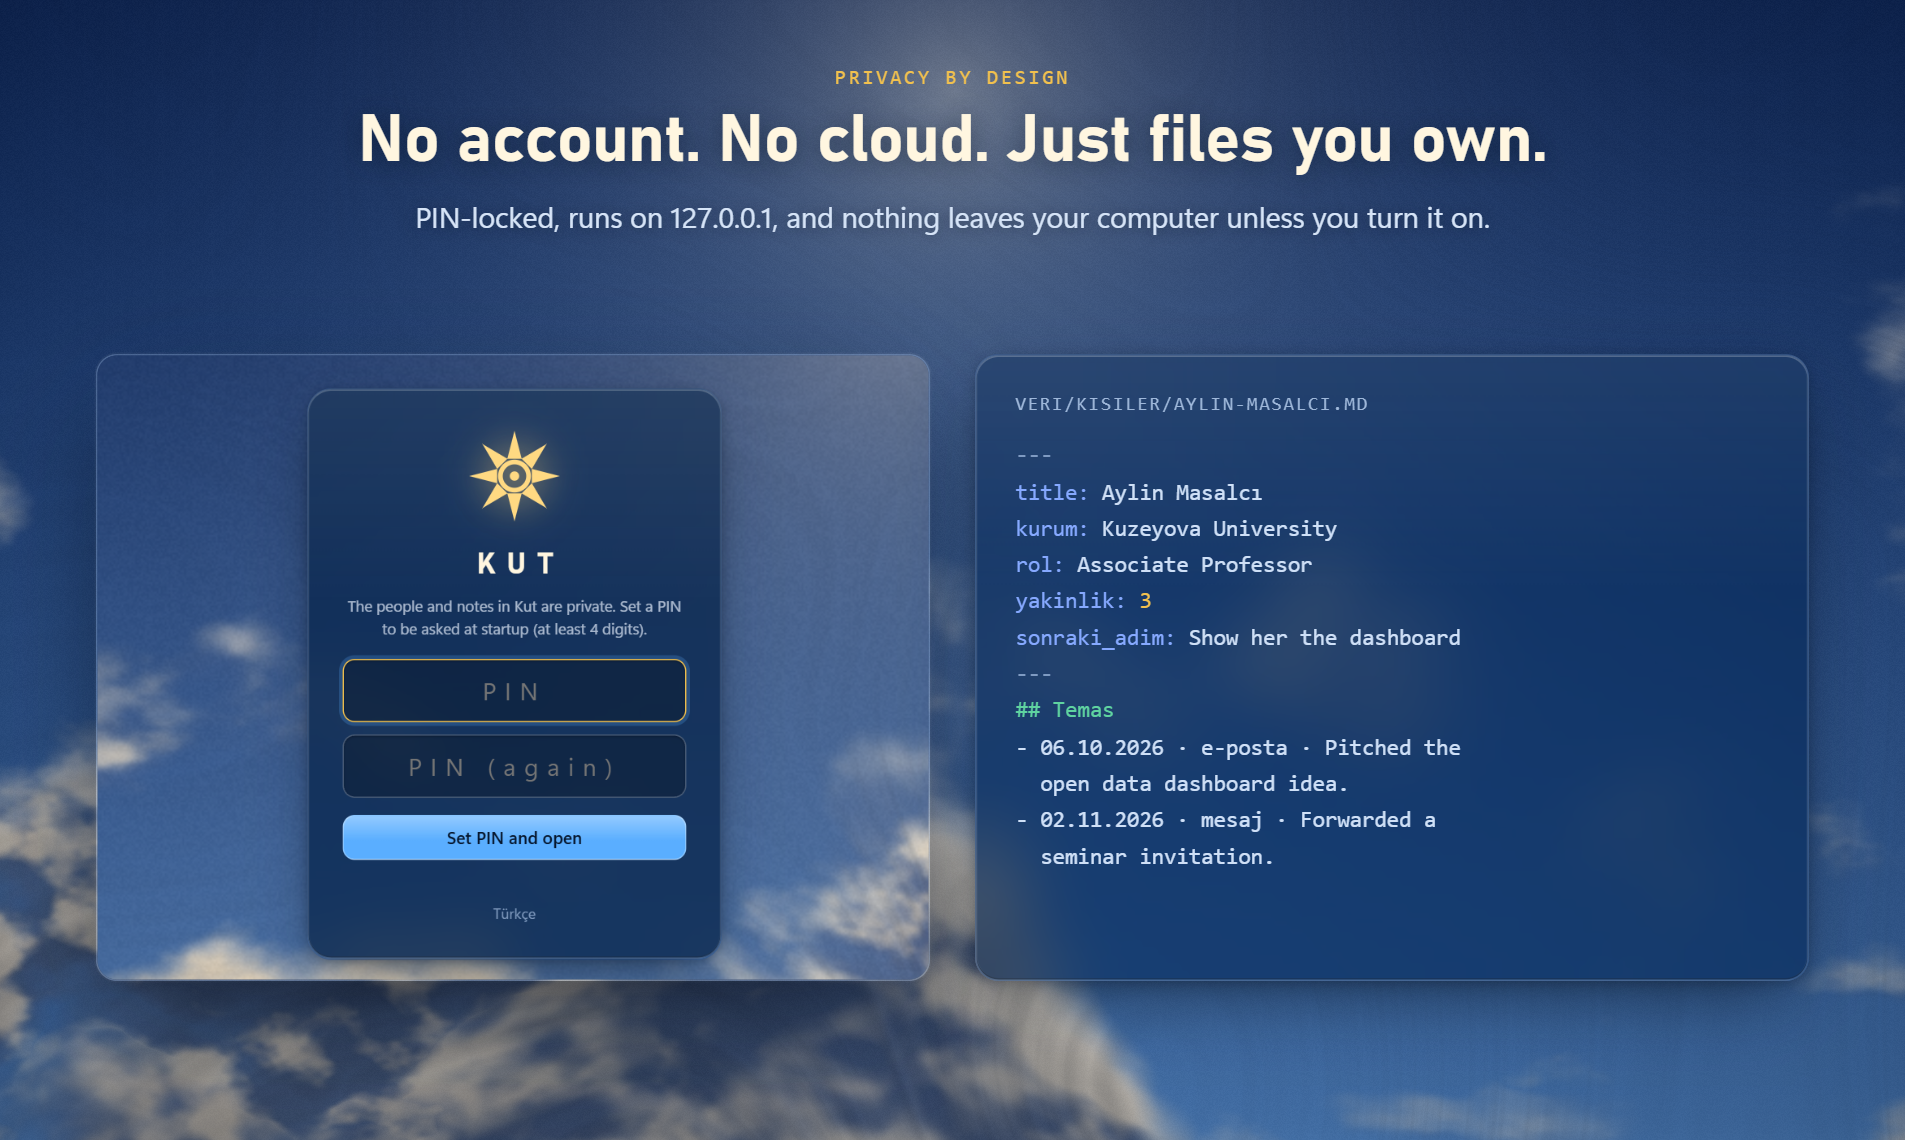 PRIVACY BY DESIGN
No account. No cloud. Just files you own.
PIN-locked, runs on 127.0.0.1, and nothing leaves your computer unless you turn it on.
KUT
The people and notes in Kut are private. Set a PIN
to be asked at startup (at least 4 digits).
PIN
PIN (again)
Set PIN and open
Türkçe
VERI/KISILER/AYLIN-MASALCI.MD
---
title: Aylin Masalcı
kurum: Kuzeyova University
rol: Associate Professor
yakinlik: 3
sonraki_adim: Show her the dashboard
---
## Temas
- 06.10.2026 · e-posta · Pitched the
open data dashboard idea.
- 02.11.2026 · mesaj · Forwarded a
seminar invitation.